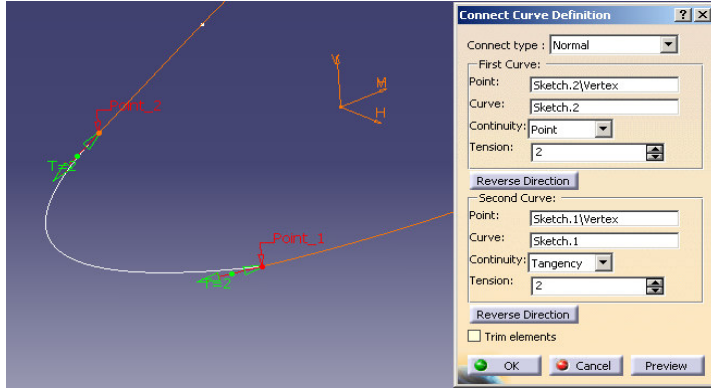 Point_2
T=2
Point_1
T=2
V
M
H
Connect Curve Definition
Connect type : Normal
First Curve:
Point: Sketch.2\Vertex
Curve: Sketch.2
Continuity: Point
Tension: 2
Reverse Direction
Second Curve:
Point: Sketch.1\Vertex
Curve: Sketch.1
Continuity: Tangency
Tension: 2
Reverse Direction
Trim elements
OK Cancel Preview